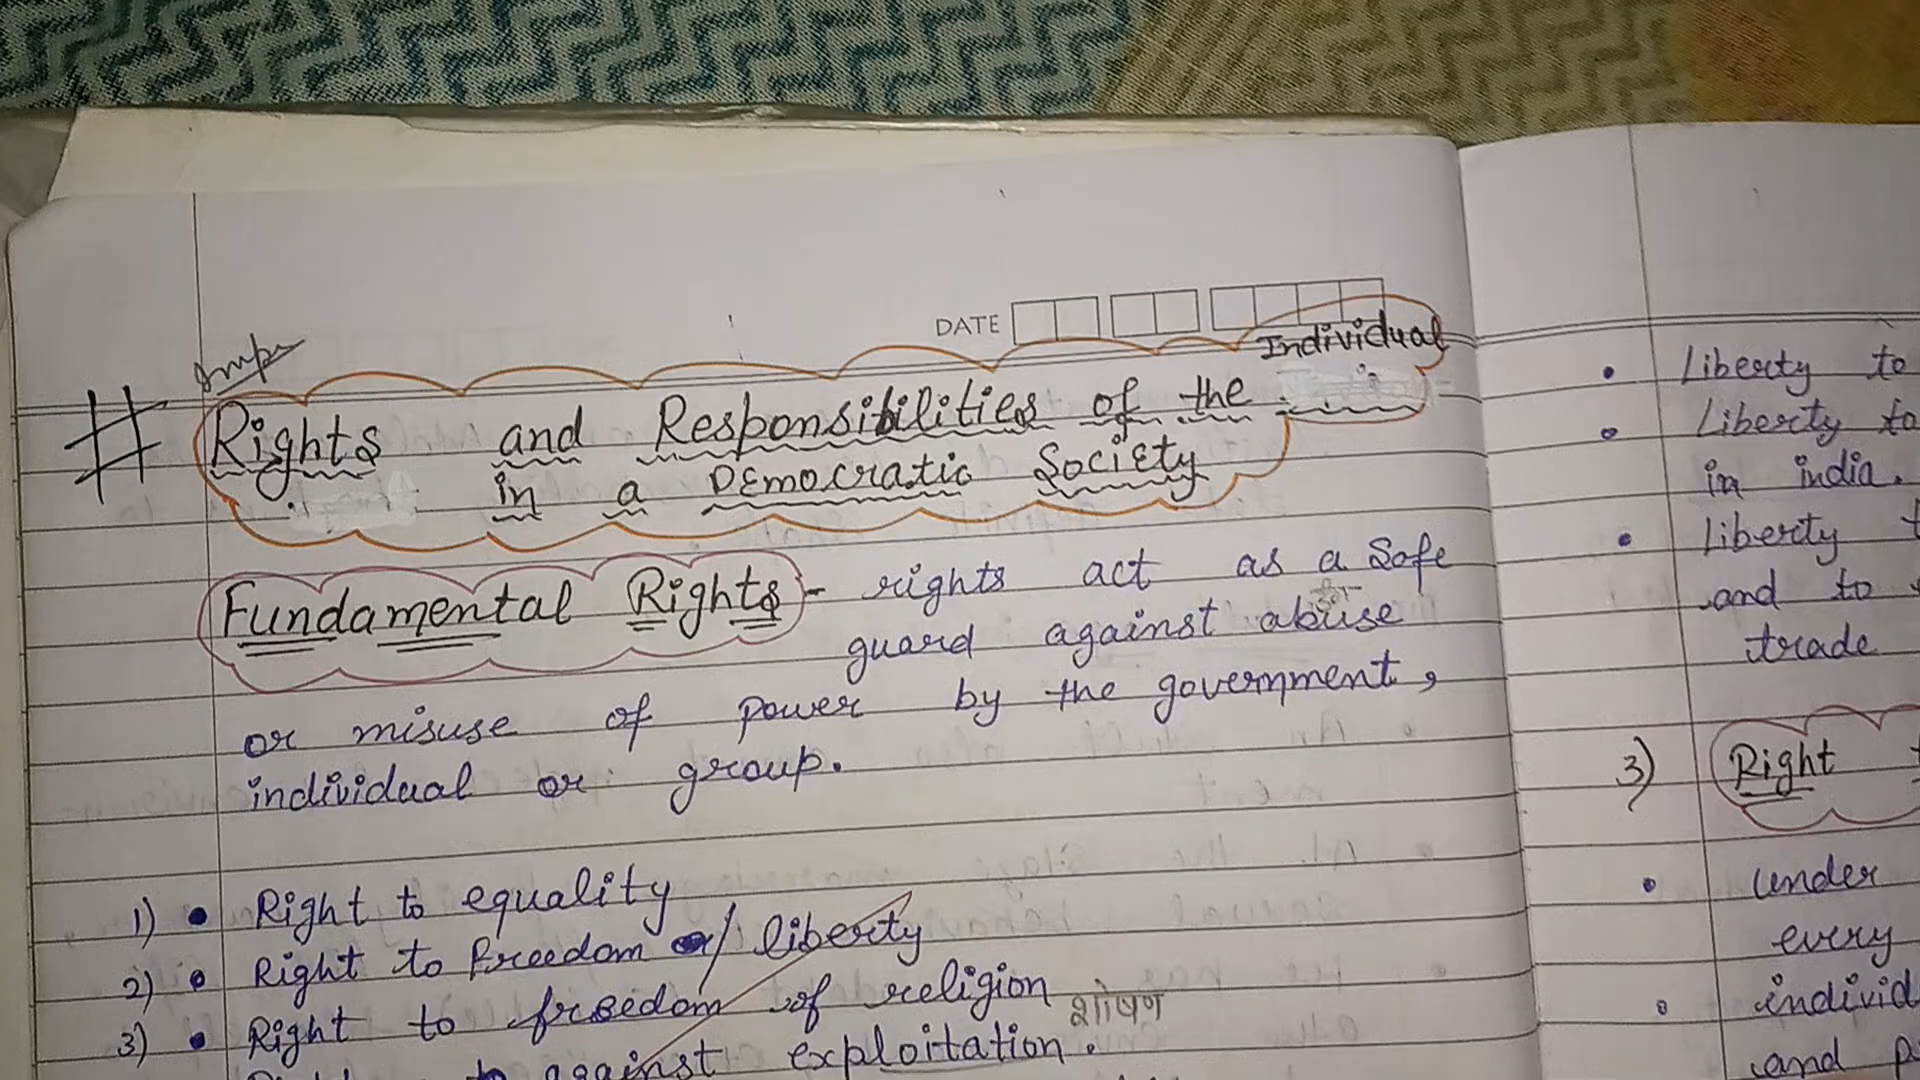 DATE
Imp
Individual
# Rights and Responsibilities of the
in a DEmocratic Society
Fundamental Rights - rights act as a Safe
guard against abuse
or misuse of power by the government,
individual or group.
1) • Right to equality
2) • Right to freedom / liberty
3) • Right to freedom of religion
शोषण
against exploitation.
• Liberty to
• Liberty to
in india.
• Liberty
and to
trade
3) Right
• Under
every
• individ
and p